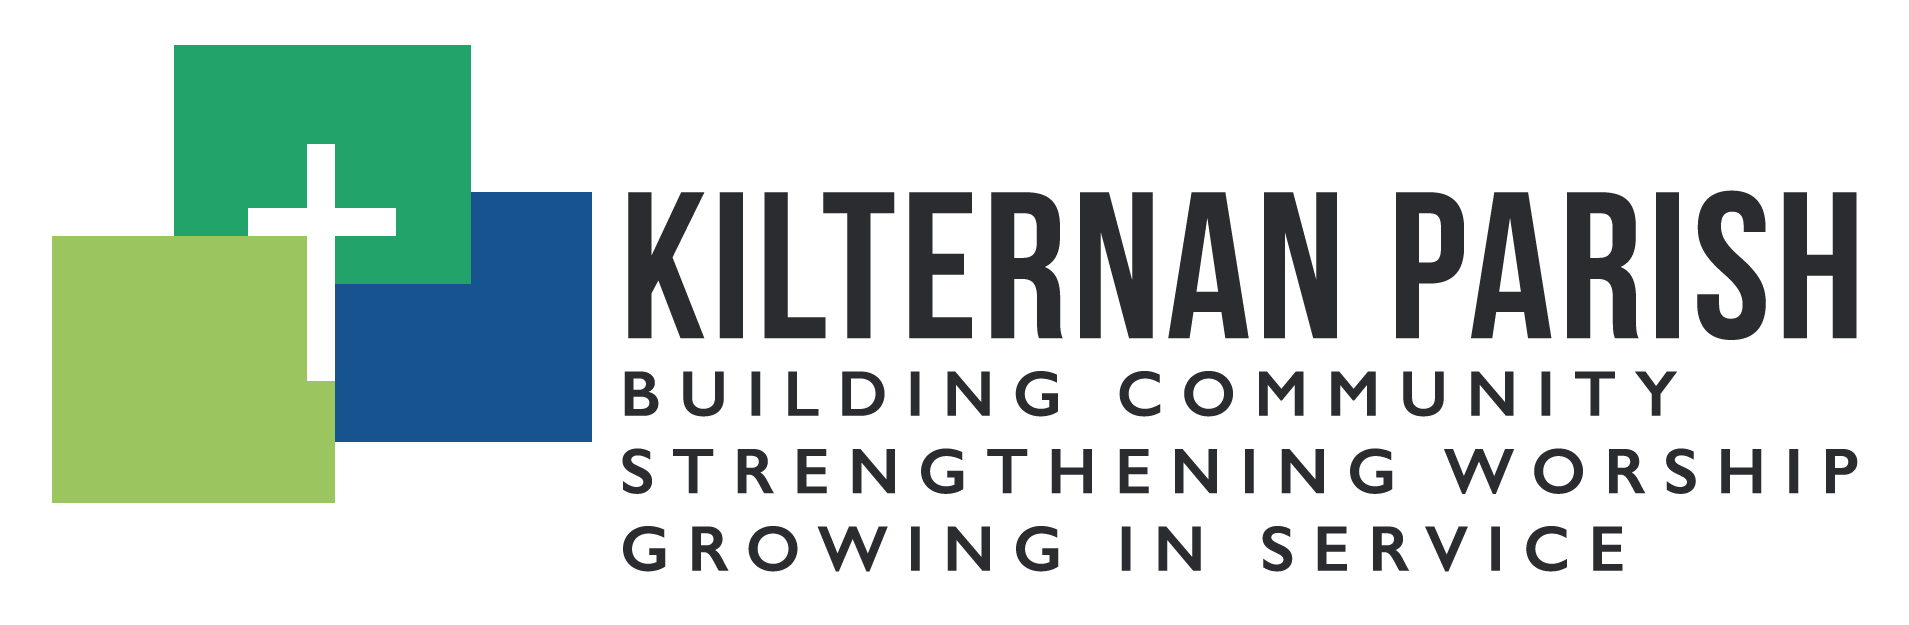 KILTERNAN PARISH
BUILDING COMMUNITY
STRENGTHENING WORSHIP
GROWING IN SERVICE